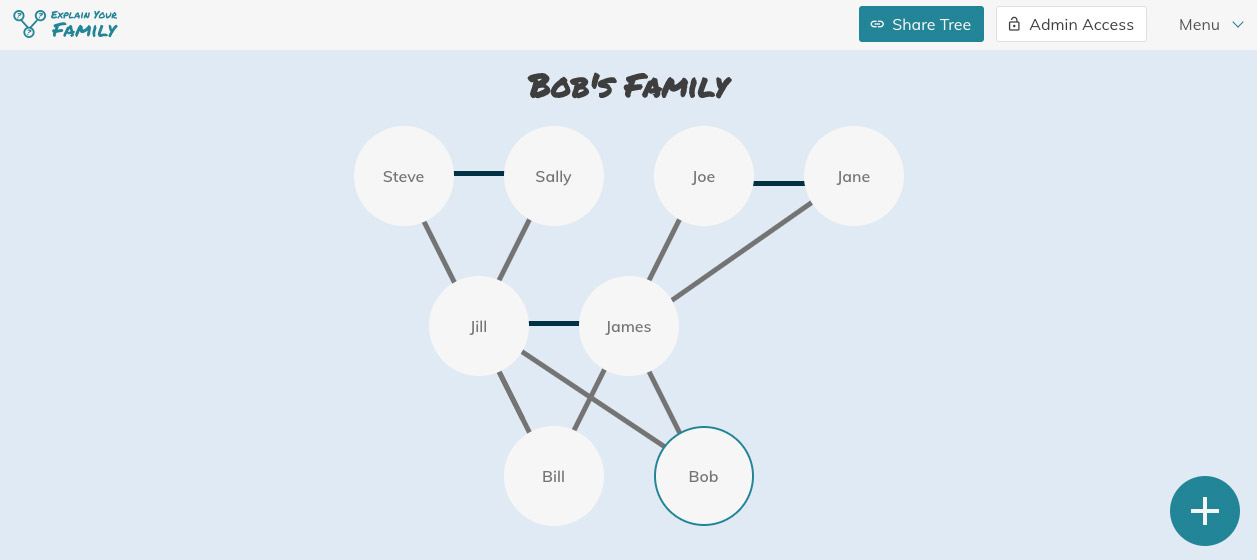 Explain Your
Family
Share Tree
Admin Access
Menu
Bob's Family
Steve
Sally
Joe
Jane
Jill
James
Bill
Bob